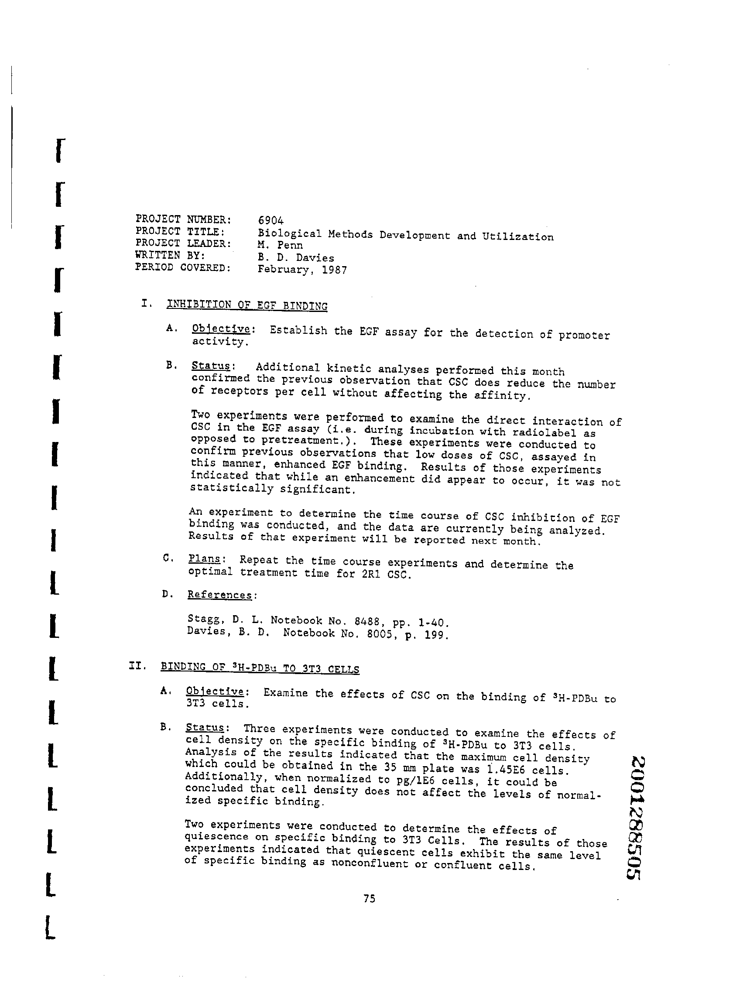 PROJECT NUMBER: 6904
PROJECT TITLE: Biological Methods Development and Utilization
PROJECT LEADER: M. Penn
WRITTEN BY: B. D. Davies
PERIOD COVERED: February, 1987
I. INHIBITION OF EGF BINDING
A. Objective: Establish the EGF assay for the detection of promoter
activity.
B. Status: Additional kinetic analyses performed this month
confirmed the previous observation that CSC does reduce the number
of receptors per cell without affecting the affinity.
Two experiments were performed to examine the direct interaction of
CSC in the EGF assay (i.e. during incubation with radiolabel as
opposed to pretreatment.). These experiments were conducted to
confirm previous observations that low doses of CSC, assayed in
this manner, enhanced EGF binding. Results of those experiments
indicated that while an enhancement did appear to occur, it was not
statistically significant.
An experiment to determine the time course of CSC inhibition of EGF
binding was conducted, and the data are currently being analyzed.
Results of that experiment will be reported next month.
C. Plans: Repeat the time course experiments and determine the
optimal treatment time for 2R1 CSC.
D. References:
Stagg, D. L. Notebook No. 8488, pp. 1-40.
Davies, B. D. Notebook No. 8005, p. 199.
II. BINDING OF ³H-PDBu TO 3T3 CELLS
A. Objective: Examine the effects of CSC on the binding of ³H-PDBu to
3T3 cells.
B. Status: Three experiments were conducted to examine the effects of
cell density on the specific binding of ³H-PDBu to 3T3 cells.
Analysis of the results indicated that the maximum cell density
which could be obtained in the 35 mm plate was 1.45E6 cells.
Additionally, when normalized to pg/1E6 cells, it could be
concluded that cell density does not affect the levels of normal-
ized specific binding.
Two experiments were conducted to determine the effects of
quiescence on specific binding to 3T3 Cells. The results of those
experiments indicated that quiescent cells exhibit the same level
of specific binding as nonconfluent or confluent cells.
75
2001288505